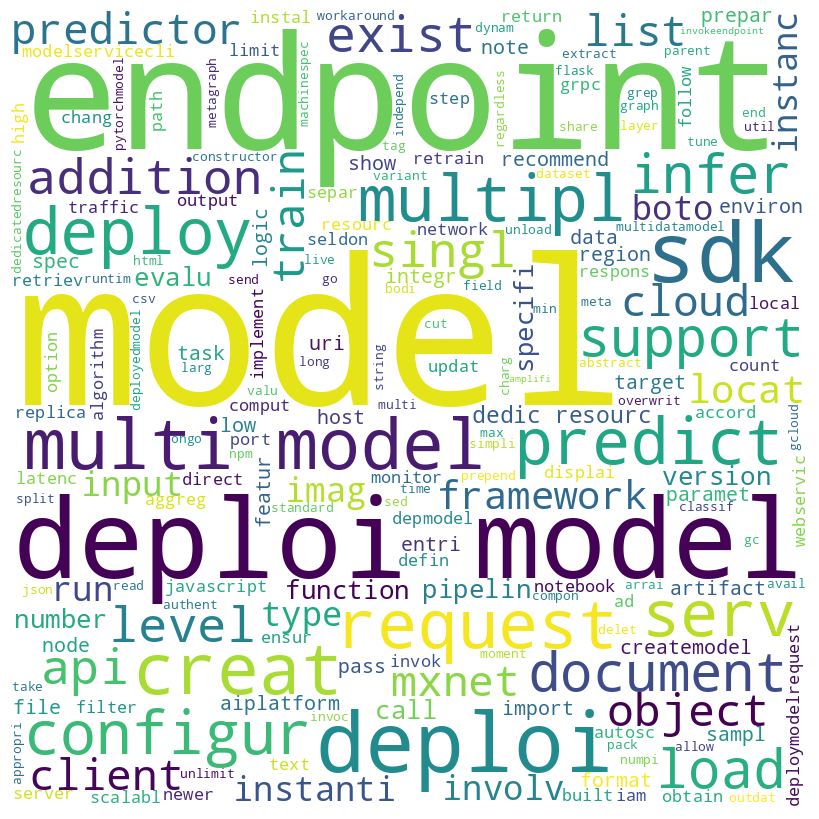 predictor
instal
workaround
dynam
return
prepar
invokeendpoint
modelservicecli
limit
exist
note
list
extract
parent
instanc
endpoint
high
chang
pytorchmodel
path
metagraph
machinespec
step
independ
regardless
flask
grpc
share
grep
graph
layer
follow
end
util
tune
tag
dedicatedresourc
constructor
show
retrain
recommend
dataset
addition
train
separ
variant
multipl
infer
traffic
output
logic
resourc
unload
boto
environ
deploy
seldon
network
data
multidatamodel
spec
html
evalu
live
singl
integr
region
respons
sdk
retriev
runtim
send
go
bodi
field
specifi
min
meta
cloud
local
model
csv
deployedmodel
implement
long
uri
string
updat
cut
charg
amplifi
abstract
support
option
algorithm
task
larg
valu
count
target
gcloud
replica
comput
host
multi
overwrit
locat
dedic resourc
accord
low
multi model
ongo
npm
port
max
simpli
predict
latenc
split
input
direct
featur
imag
monitor
time
prepend
displai
version
webservic
aggreg
standard
sed
framework
paramet
classif
depmodel
entri
defin
gc
deploi model
json
run
read
javascript
function
pipelin
notebook
compon
arrai
artifact
avail
authent
number
level
type
ensur
request
delet
ad
serv
node
moment
createmodel
take
api
creat
pass
invok
mxnet
document
deploymodelrequest
appropri
file
filter
aiplatform
invoc
call
import
object
configur
deploi
autosc
sampl
pack
numpi
allow
client
unlimit
text
format
load
server
scalabl
newer
instanti
involv
built
iam
obtain
outdat